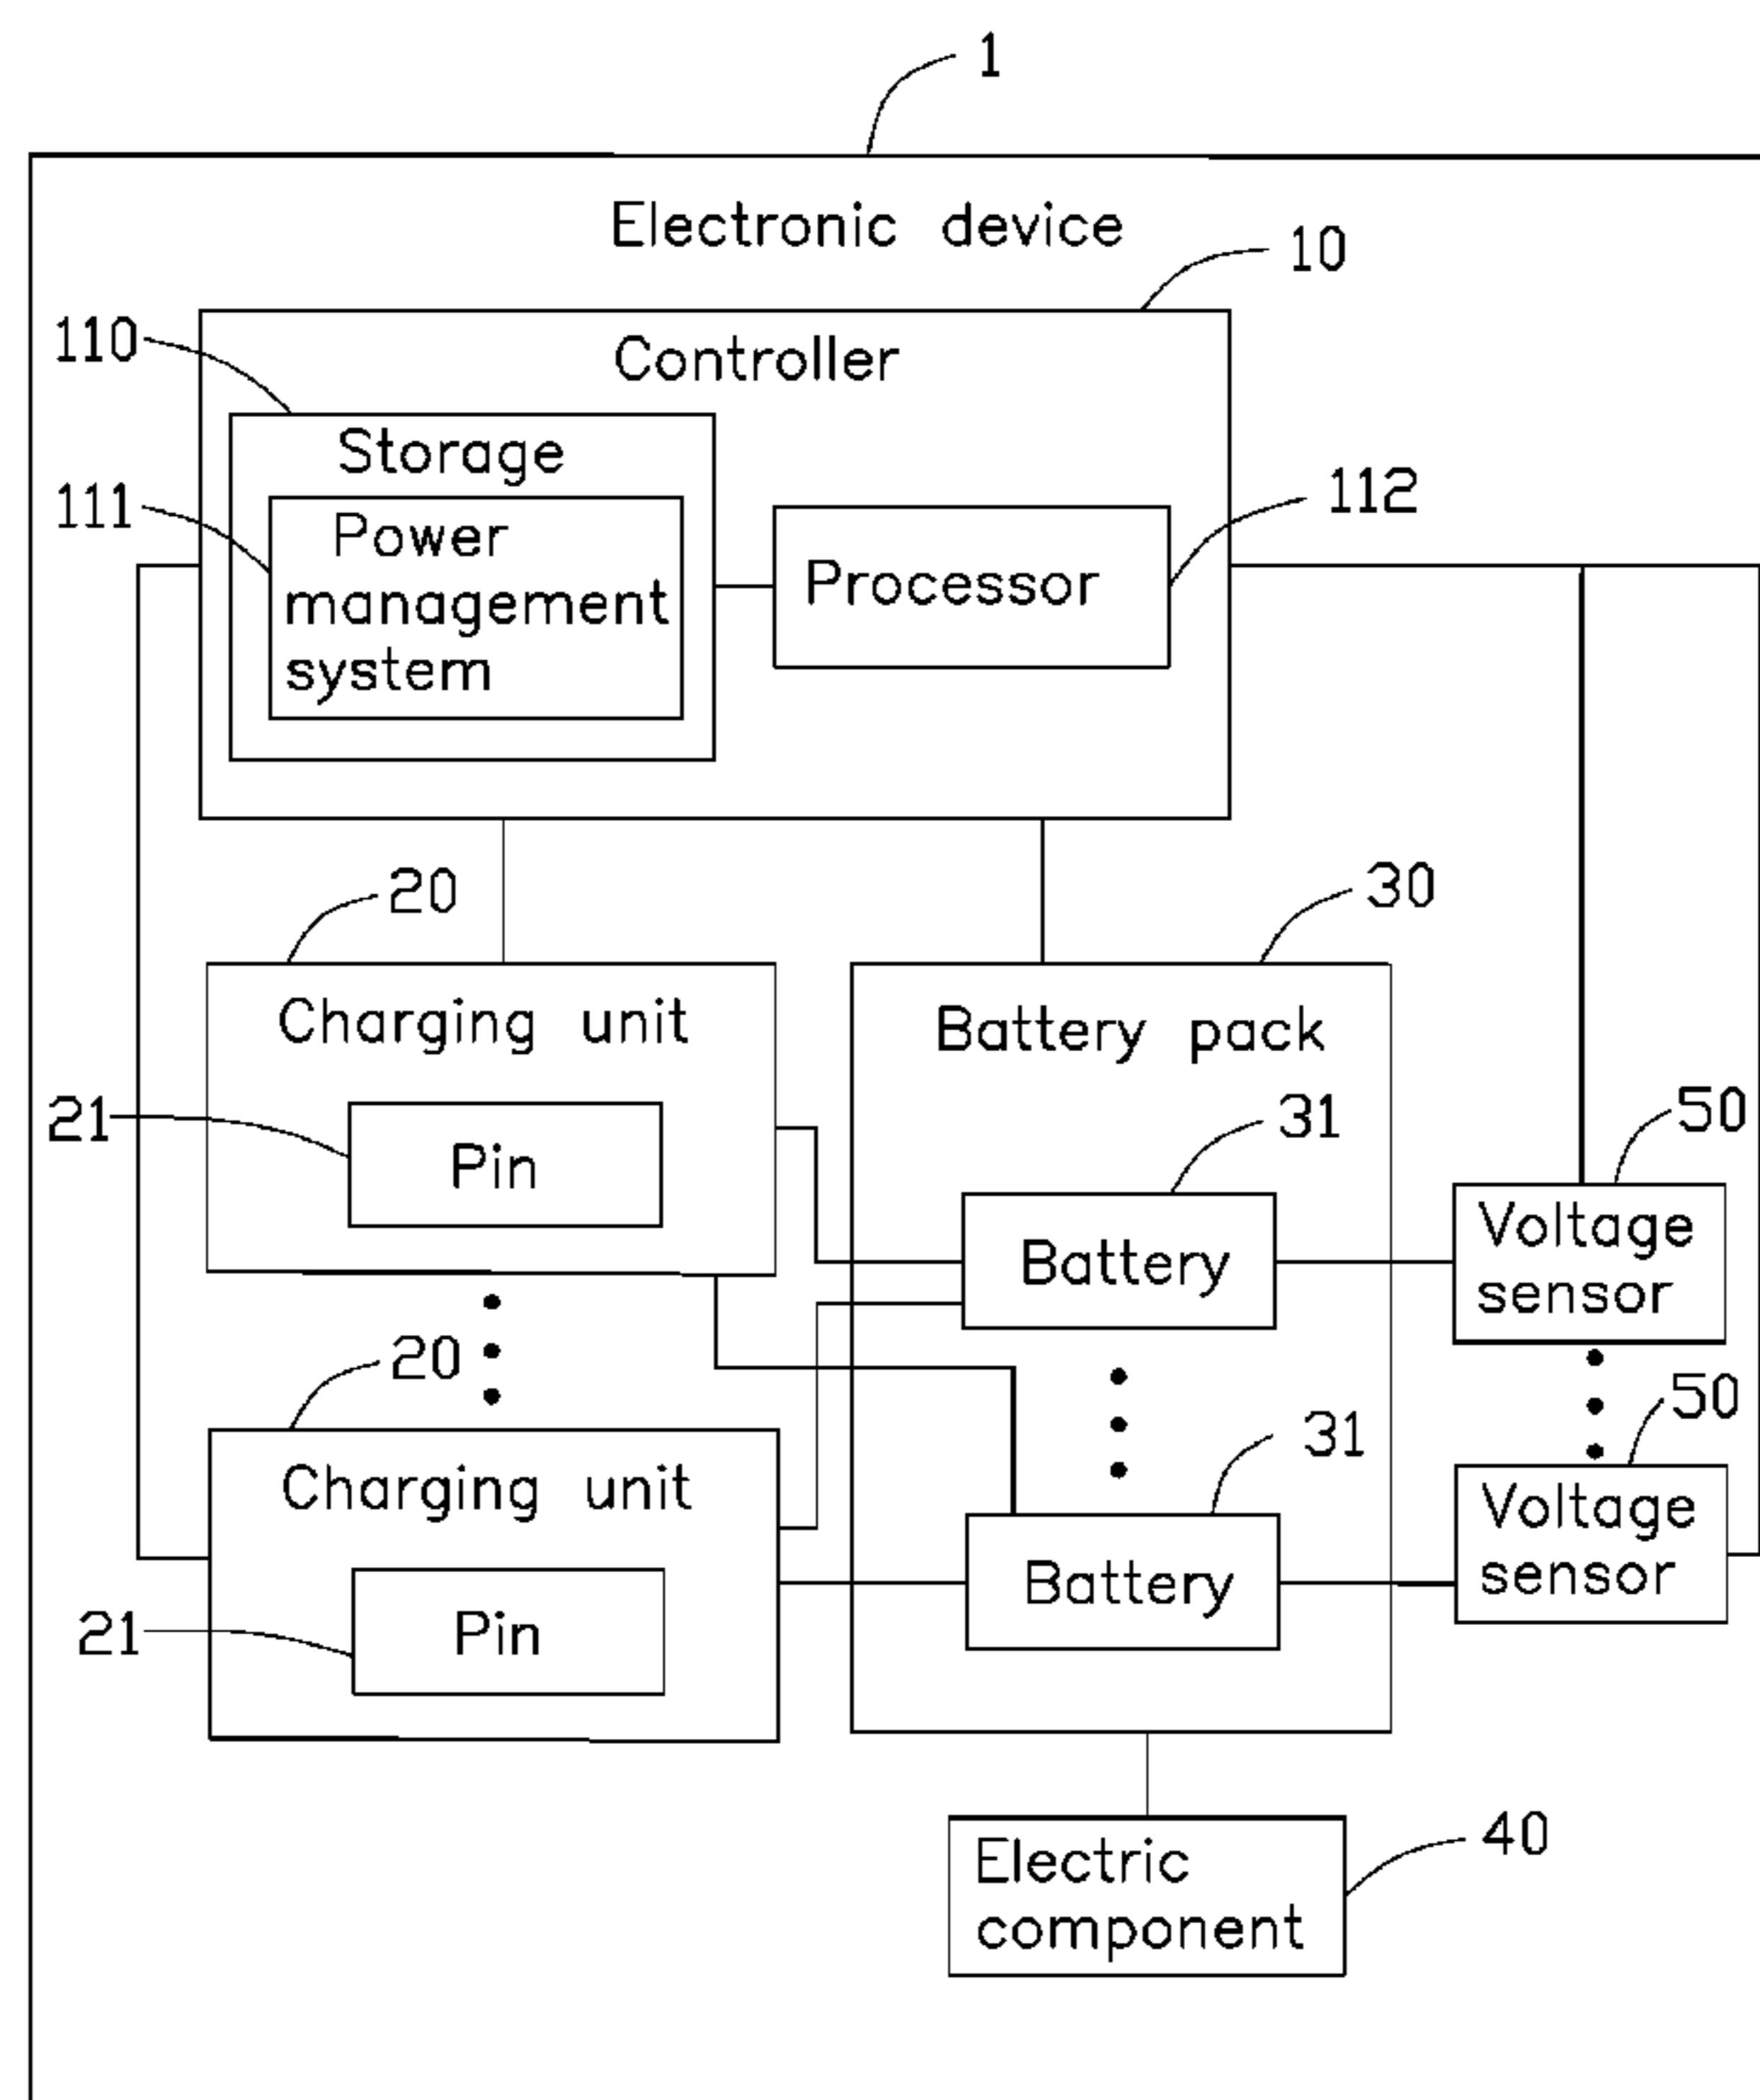 1
Electronic device
10
110
Controller
Storage
111
112
Power
management
system
Processor
20
30
Charging unit
Battery pack
21
31
50
Pin
Voltage
sensor
Battery
20
50
31
Charging unit
Voltage
sensor
Battery
21
Pin
40
Electric
component